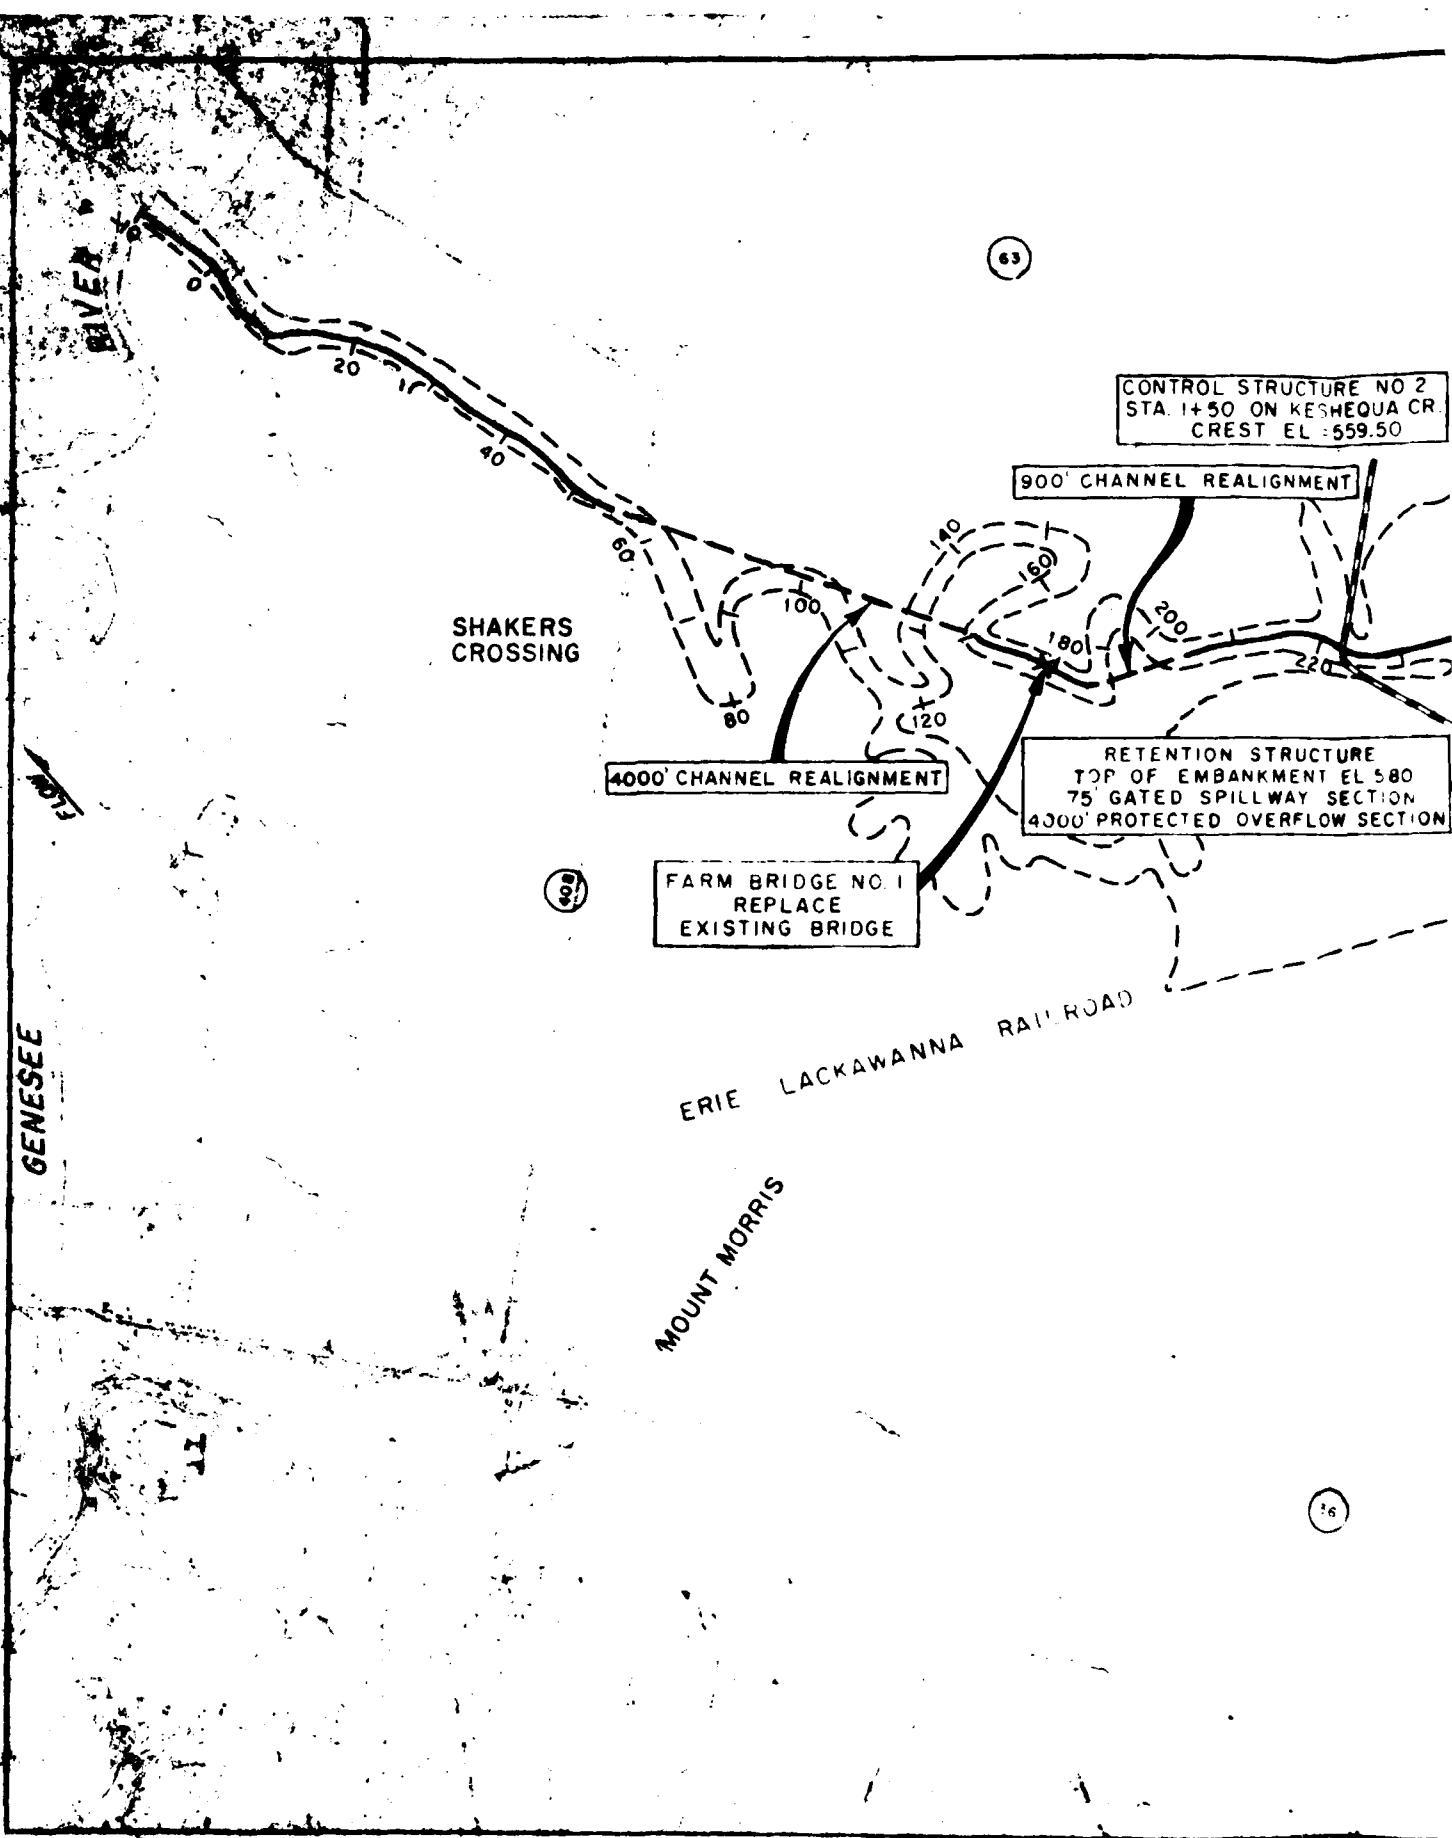 RIVER
0
20
40
60
80
100
120
140
160
180
200
220
63
CONTROL STRUCTURE NO 2
STA. 1+50 ON KESHEQUA CR.
CREST EL =559.50
900' CHANNEL REALIGNMENT
SHAKERS
CROSSING
4000' CHANNEL REALIGNMENT
RETENTION STRUCTURE
TOP OF EMBANKMENT EL 580
75' GATED SPILLWAY SECTION
4000' PROTECTED OVERFLOW SECTION
FLOW
408
FARM BRIDGE NO. 1
REPLACE
EXISTING BRIDGE
ERIE LACKAWANNA RAILROAD
GENESEE
MOUNT MORRIS